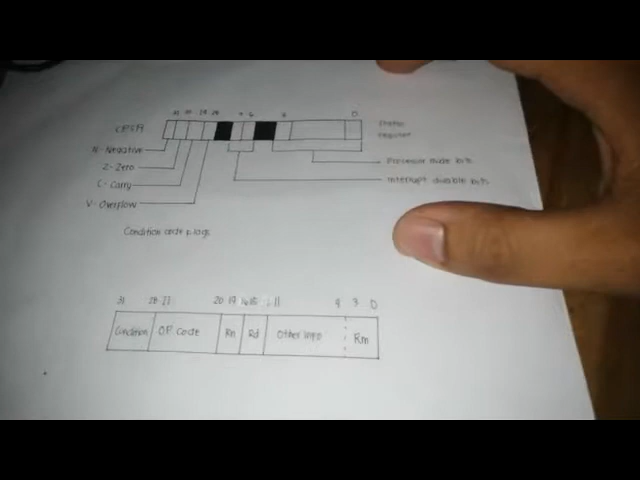 31 30 29 28 7 6 4 0
CPSR
Status
register
N - Negative
Z - Zero
C - Carry
V - Overflow
Processor mode bits
Interrupt disable bits
Condition code flags
31 28 27 20 19 16 15 11 4 3 0
Condition OP Code Rn Rd Other info Rm